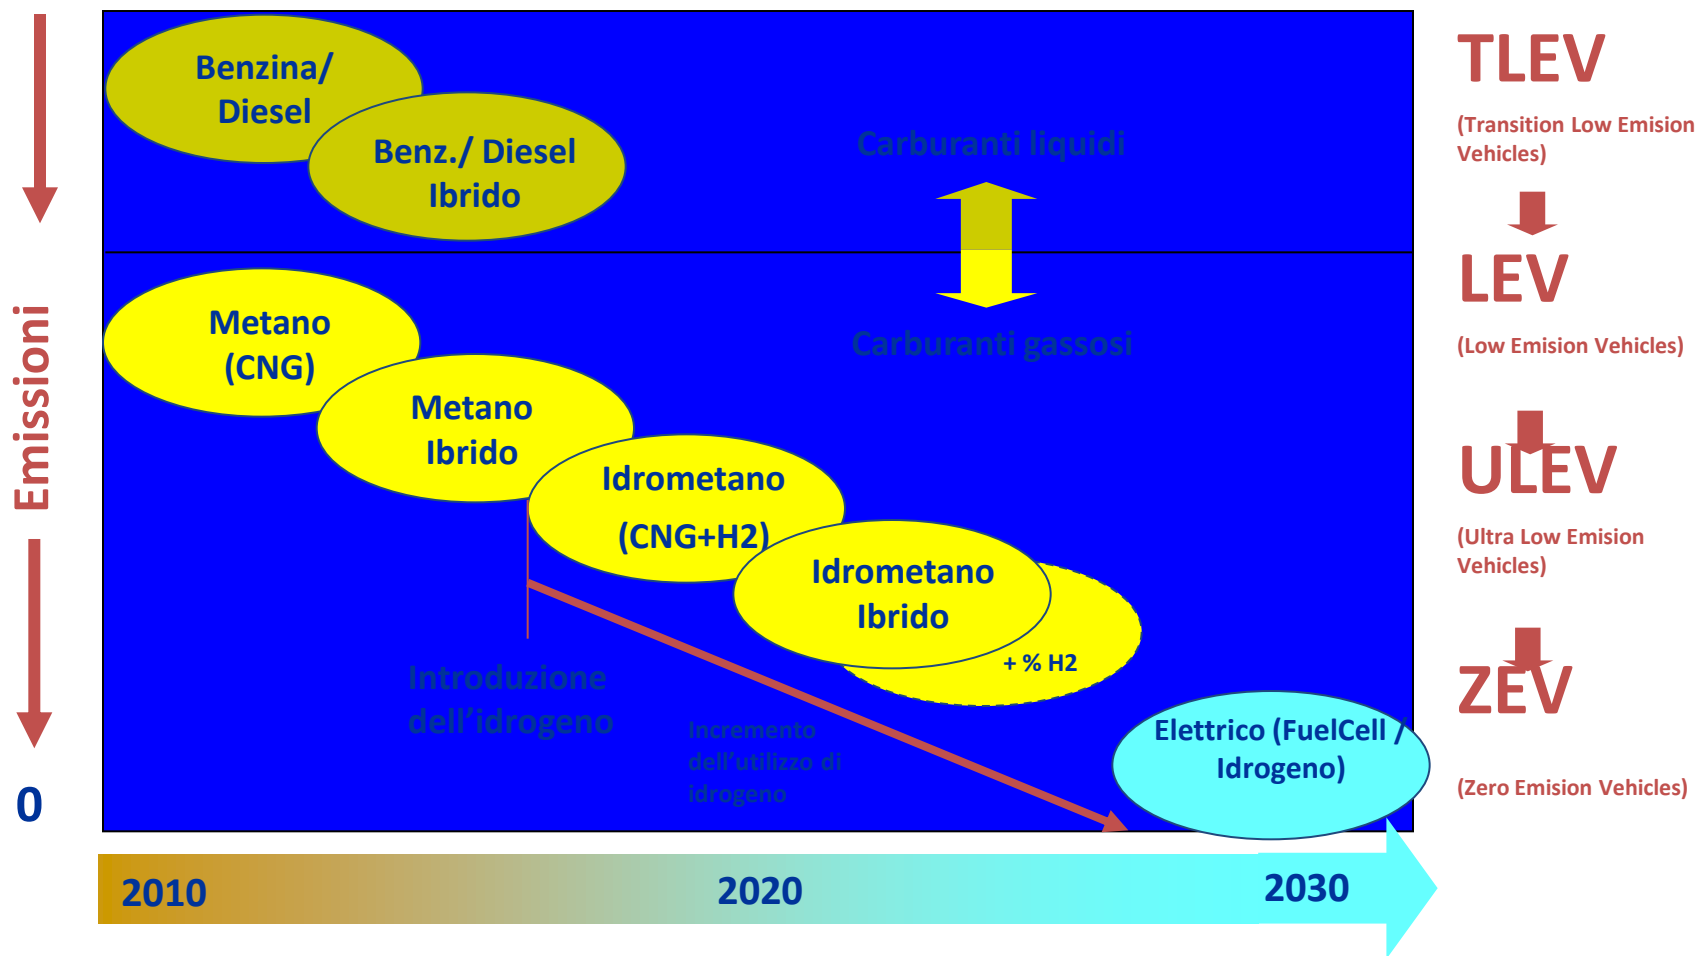 Emissioni
0
Benzina/
Diesel
Benz./ Diesel
Ibrido
Carburanti liquidi
Carburanti gassosi
Metano
(CNG)
Metano
Ibrido
Idrometano
(CNG+H2)
Idrometano
Ibrido
+ % H2
Introduzione
dell’idrogeno
Incremento
dell’utilizzo di
idrogeno
Elettrico (FuelCell /
Idrogeno)
TLEV
(Transition Low Emision
Vehicles)
LEV
(Low Emision Vehicles)
ULEV
(Ultra Low Emision
Vehicles)
ZEV
(Zero Emision Vehicles)
2010
2020
2030